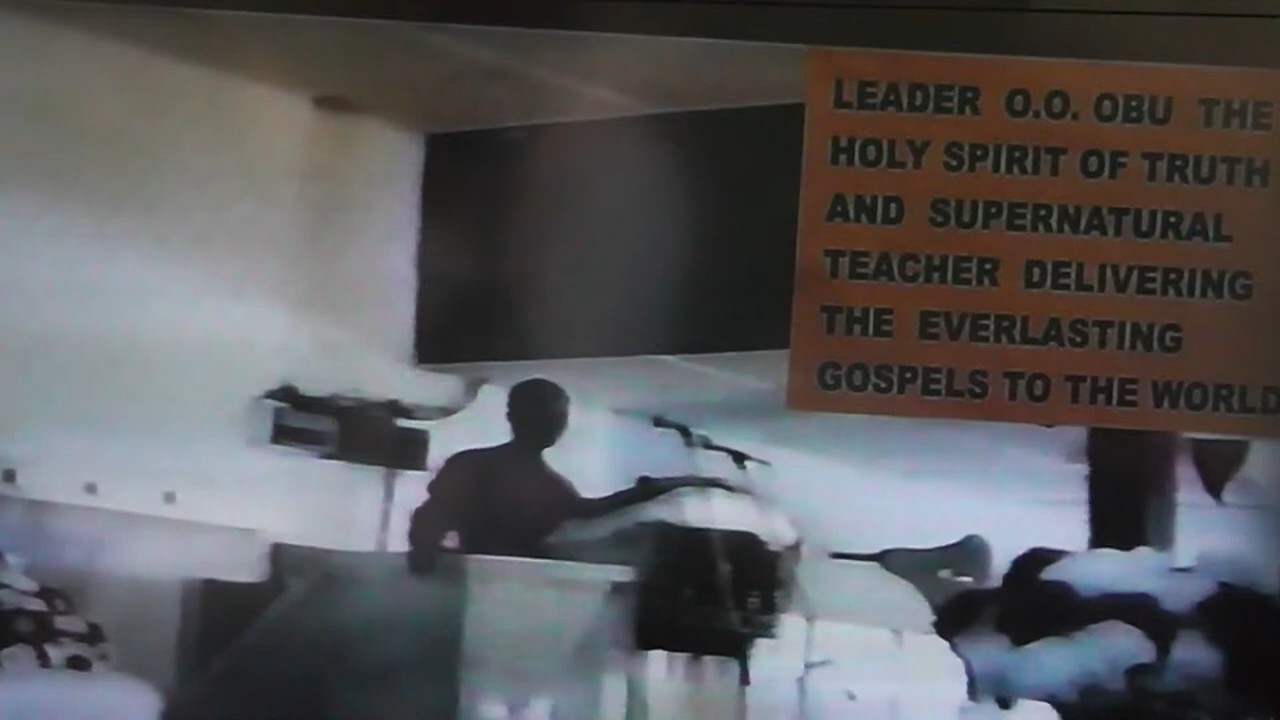 LEADER O.O. OBU THE
HOLY SPIRIT OF TRUTH
AND SUPERNATURAL
TEACHER DELIVERING
THE EVERLASTING
GOSPELS TO THE WORLD